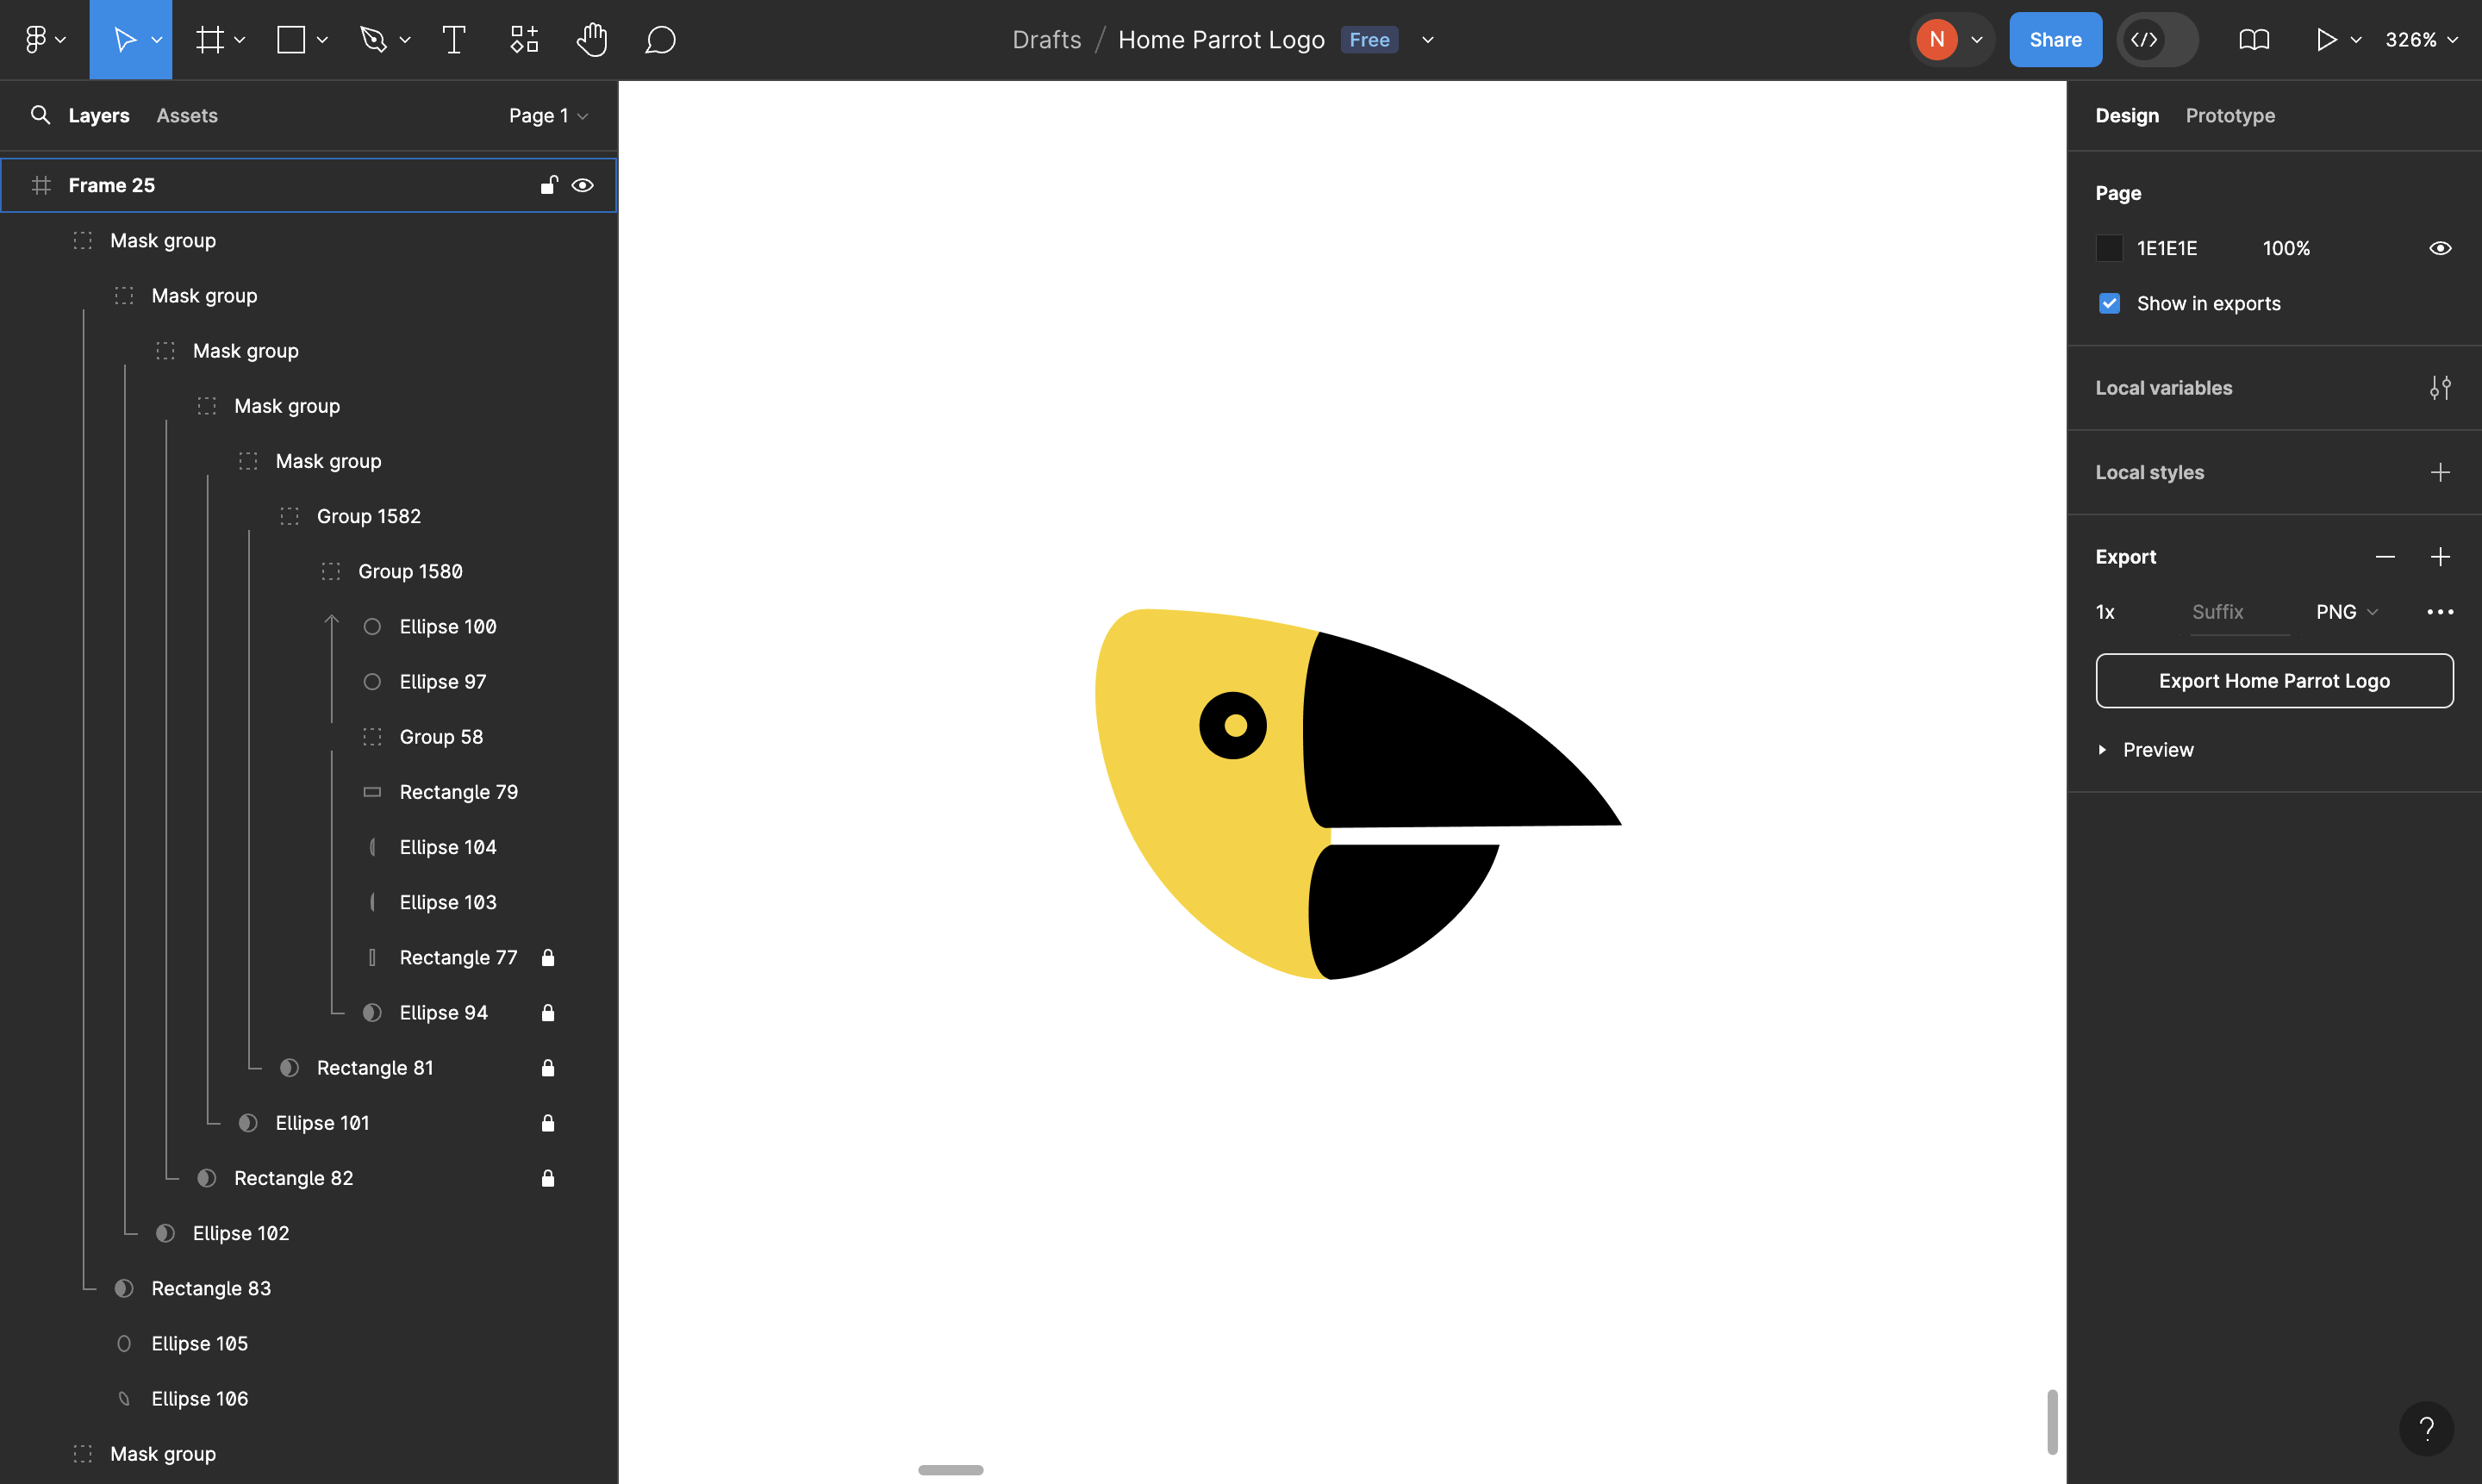 Drafts / Home Parrot Logo Free
N
Share
326%
Layers
Assets
Page 1
Frame 25
Mask group
Mask group
Mask group
Mask group
Mask group
Group 1582
Group 1580
Ellipse 100
Ellipse 97
Group 58
Rectangle 79
Ellipse 104
Ellipse 103
Rectangle 77
Ellipse 94
Rectangle 81
Ellipse 101
Rectangle 82
Ellipse 102
Rectangle 83
Ellipse 105
Ellipse 106
Mask group
Design
Prototype
Page
1E1E1E 100%
Show in exports
Local variables
Local styles
Export
1x Suffix PNG
Export Home Parrot Logo
Preview
?